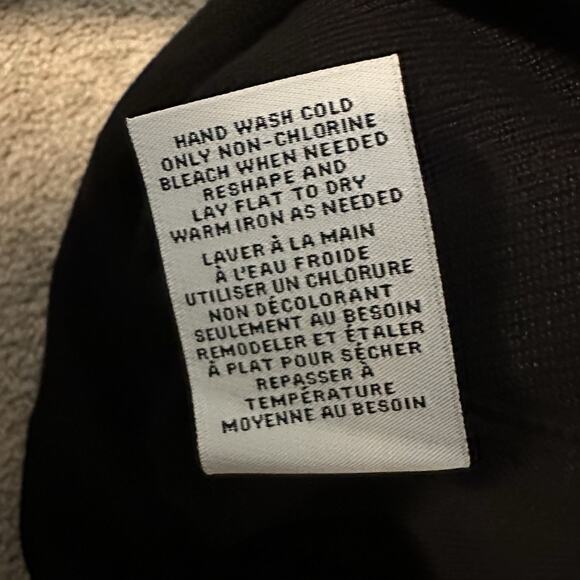 HAND WASH COLD
ONLY NON-CHLORINE
BLEACH WHEN NEEDED
RESHAPE AND
LAY FLAT TO DRY
WARM IRON AS NEEDED
LAVER À LA MAIN
À L'EAU FROIDE
UTILISER UN CHLORURE
NON DÉCOLORANT
SEULEMENT AU BESOIN
REMODELER ET ÉTALER
À PLAT POUR SÉCHER
REPASSER À
TEMPÉRATURE
MOYENNE AU BESOIN